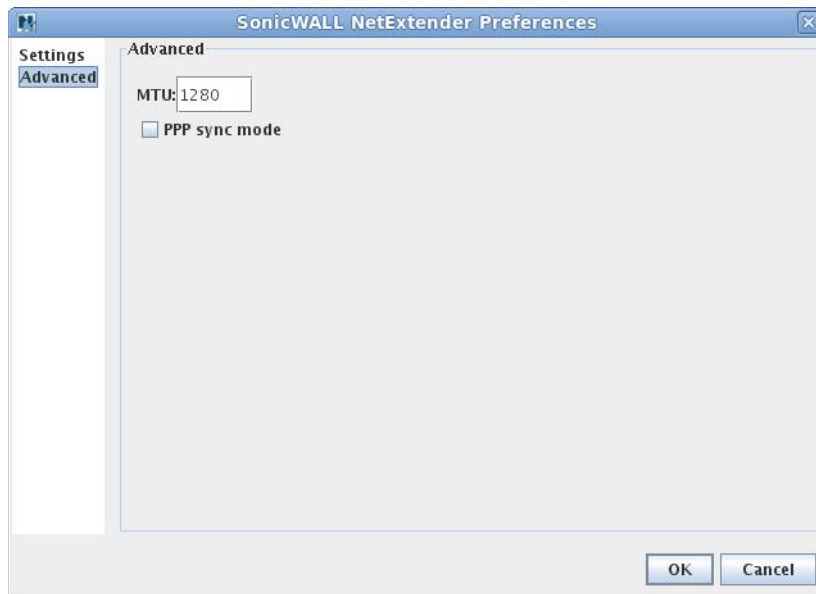 SonicWALL NetExtender Preferences
Settings
Advanced
Advanced
MTU: 1280
PPP sync mode
OK
Cancel